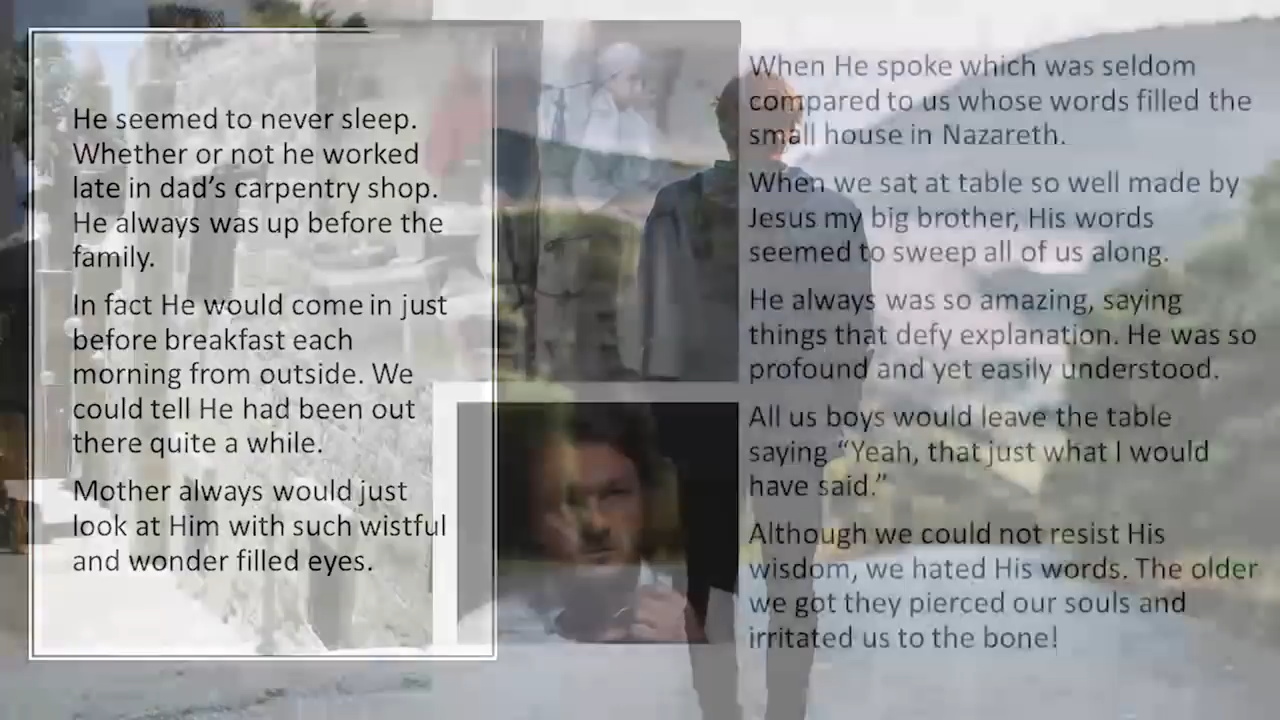 He seemed to never sleep.
Whether or not he worked
late in dad’s carpentry shop.
He always was up before the
family.
In fact He would come in just
before breakfast each
morning from outside. We
could tell He had been out
there quite a while.
Mother always would just
look at Him with such wistful
and wonder filled eyes.
When He spoke which was seldom
compared to us whose words filled the
small house in Nazareth.
When we sat at table so well made by
Jesus my big brother, His words
seemed to sweep all of us along.
He always was so amazing, saying
things that defy explanation. He was so
profound and yet easily understood.
All us boys would leave the table
saying “Yeah, that just what I would
have said.”
Although we could not resist His
wisdom, we hated His words. The older
we got they pierced our souls and
irritated us to the bone!